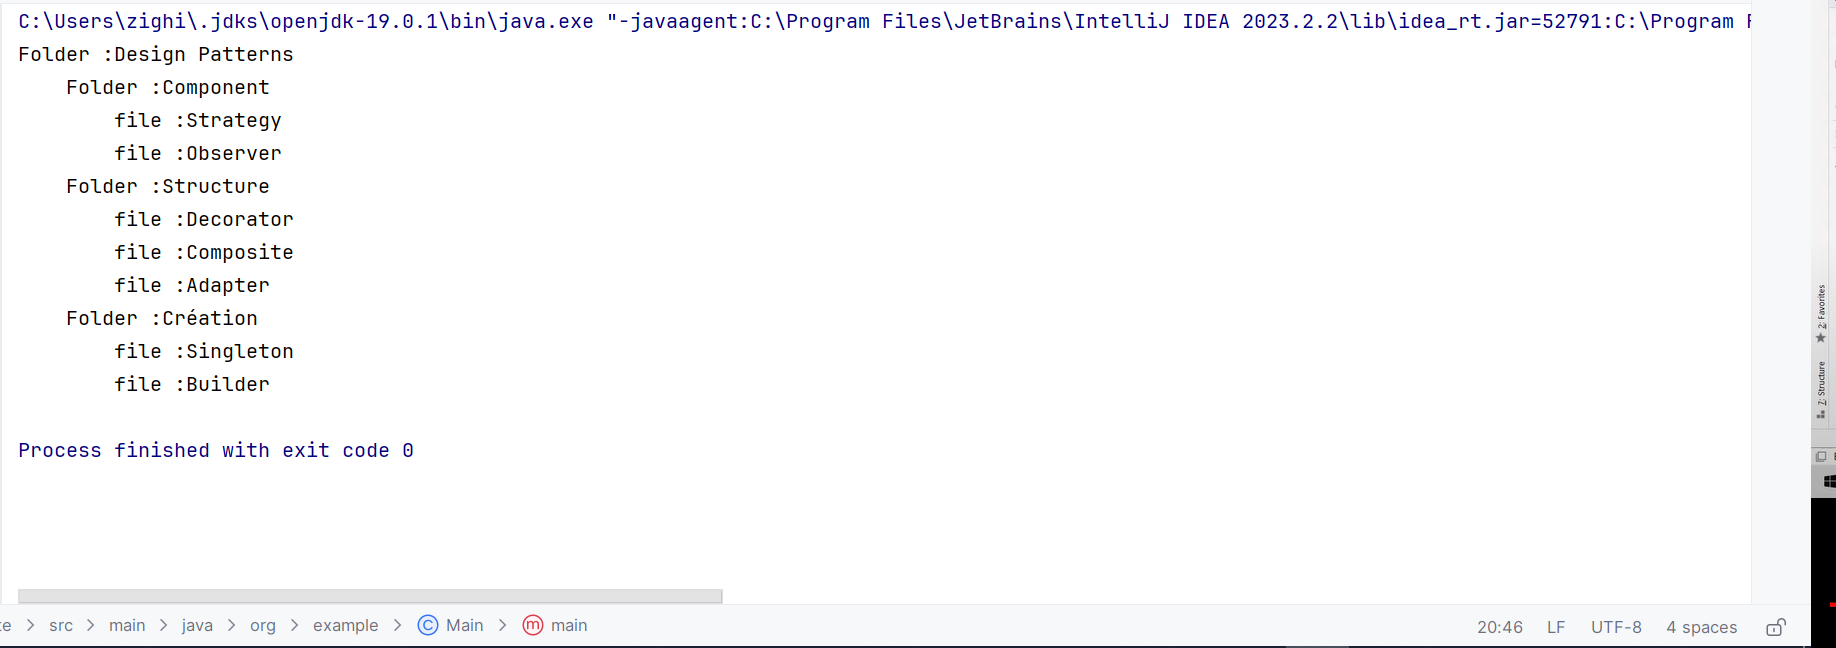 C:\Users\zighi\.jdks\openjdk-19.0.1\bin\java.exe "-javaagent:C:\Program Files\JetBrains\IntelliJ IDEA 2023.2.2\lib\idea_rt.jar=52791:C:\Program F
Folder :Design Patterns
    Folder :Component
        file :Strategy
        file :Observer
    Folder :Structure
        file :Decorator
        file :Composite
        file :Adapter
    Folder :Création
        file :Singleton
        file :Builder
Process finished with exit code 0
te > src > main > java > org > example > C Main > m main
20:46 LF UTF-8 4 spaces
2: Favorites
7: Structure